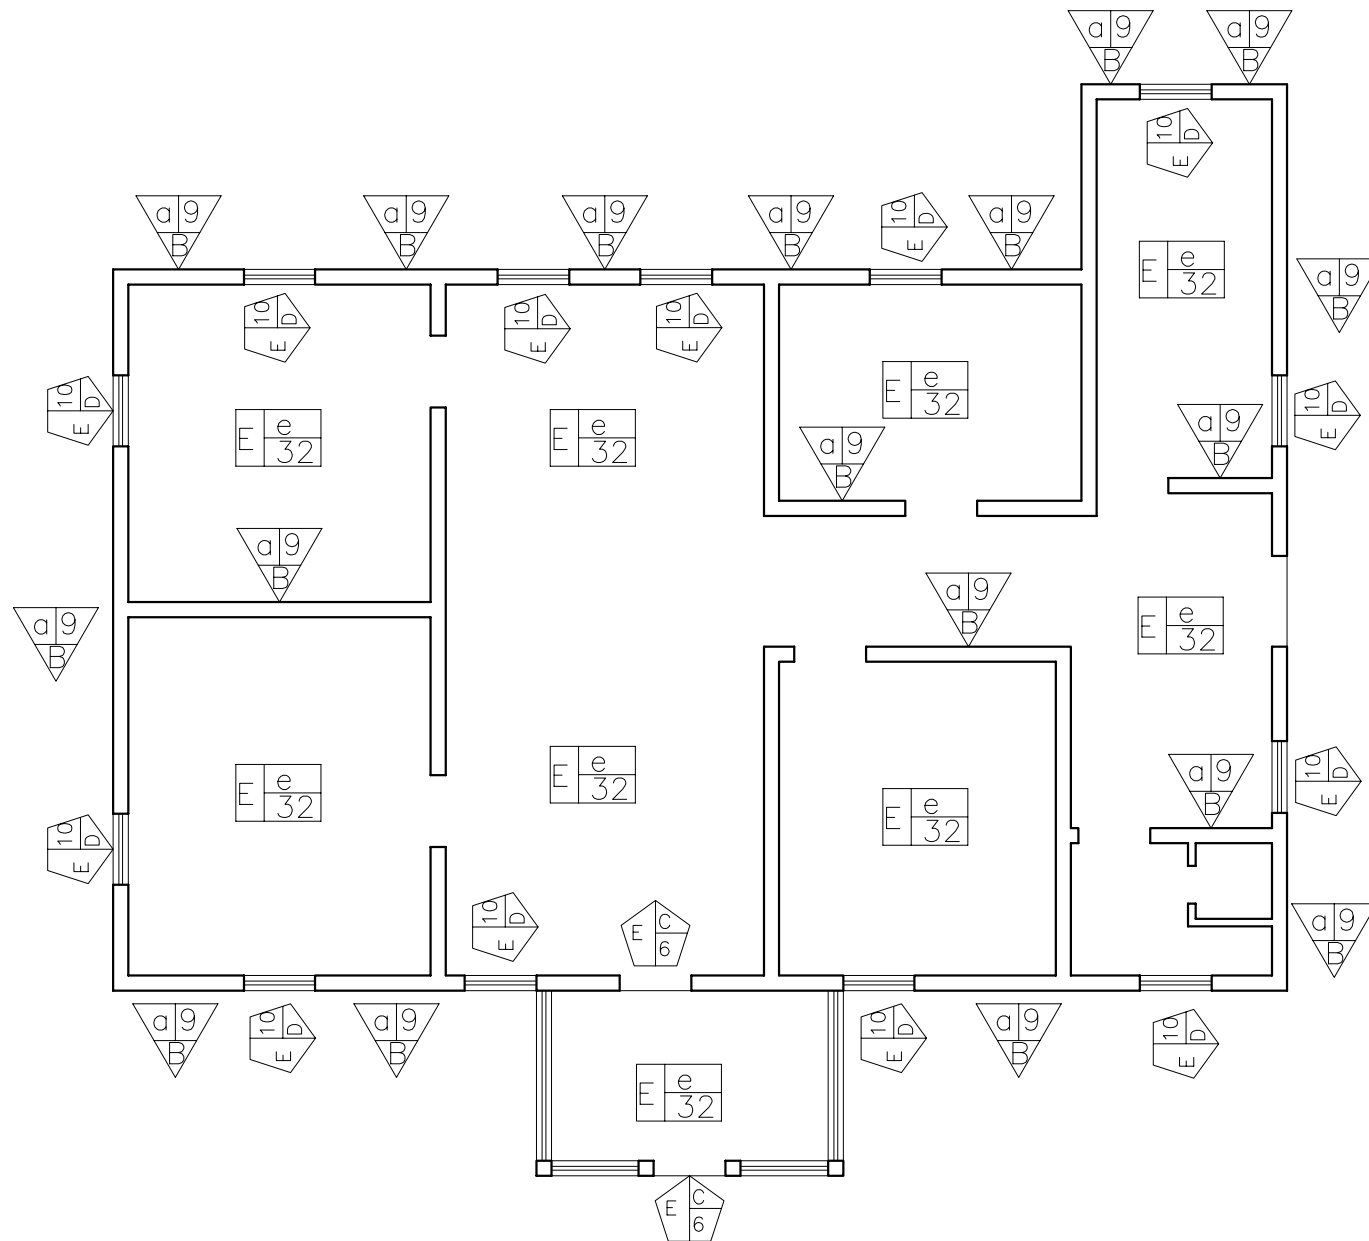 a 9 a 9
B B
10 D
E
a 9 a 9 a 9 a 9 10 D a 9
B B B B E B
E e 32
a 9
B
10 D 10 D 10 D
E E E
E e 32
10 D 10 D
E E
E e 32 E e 32
a 9 a 9
B B
a 9
B
a 9 a 9 E e 32
B B
E e 32 E e 32 a 9 10 D
B E
E e 32
10 D
E
10 D E C 6 a 9
E B
a 9 10 D a 9 10 D a 9 10 D
B E B E B E
E e 32
E C 6